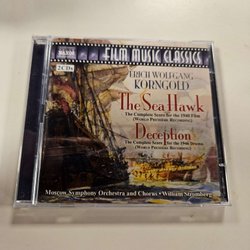 NAXOS
FILM MUSIC CLASSICS
2 CDs
ERICH WOLFGANG
KORNGOLD
The Sea Hawk
The Complete Score for the 1940 Film
(WORLD PREMIERE RECORDING)
Deception
The Complete Score for the 1946 Drama
(WORLD PREMIERE RECORDING)
Moscow Symphony Orchestra and Chorus • William Stromberg